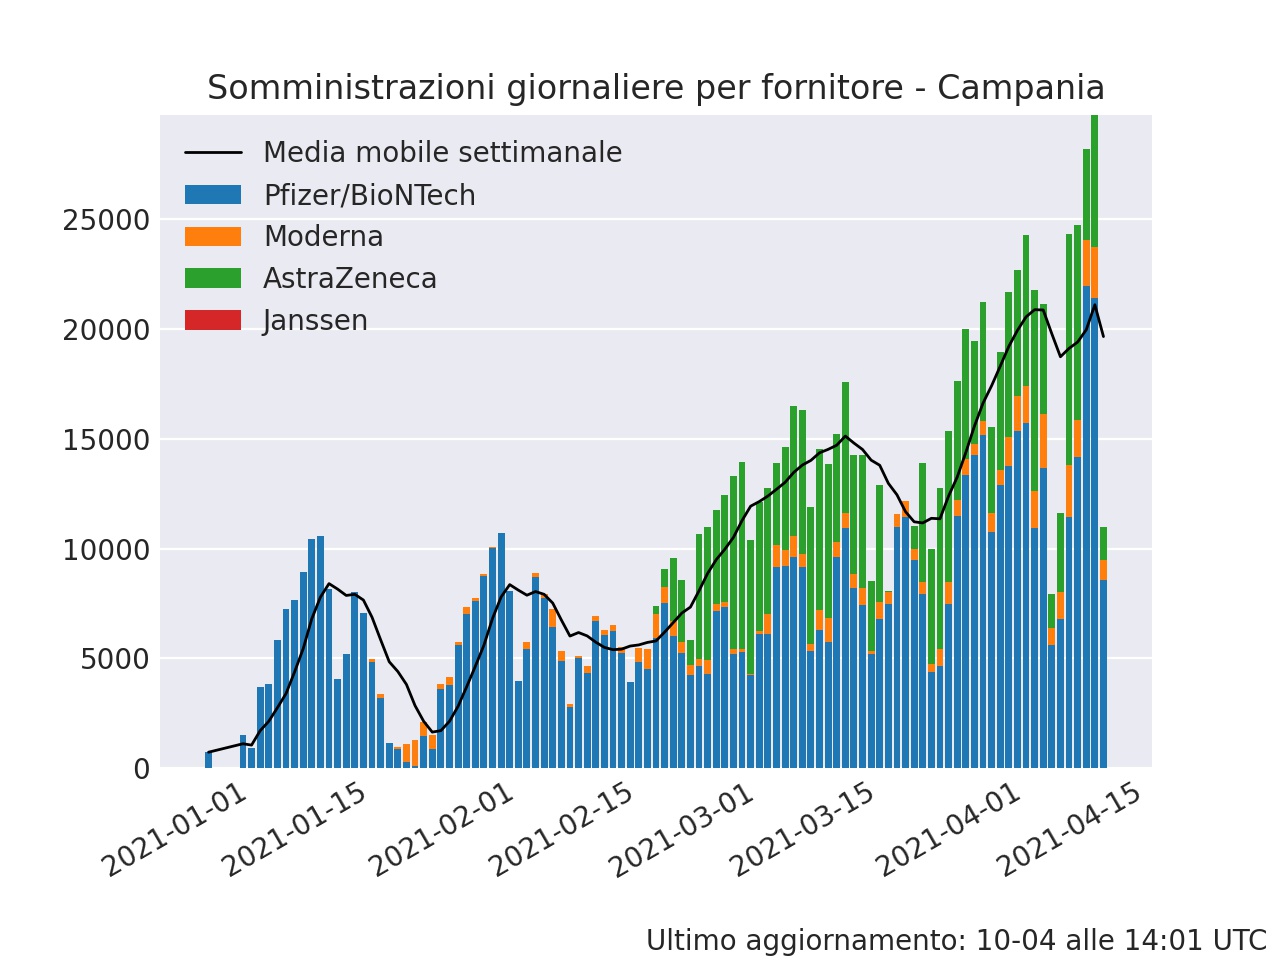 Somministrazioni giornaliere per fornitore - Campania
Media mobile settimanale
Pfizer/BioNTech
Moderna
AstraZeneca
Janssen
25000
20000
15000
10000
5000
0
2021-01-01
2021-01-15
2021-02-01
2021-02-15
2021-03-01
2021-03-15
2021-04-01
2021-04-15
Ultimo aggiornamento: 10-04 alle 14:01 UTC